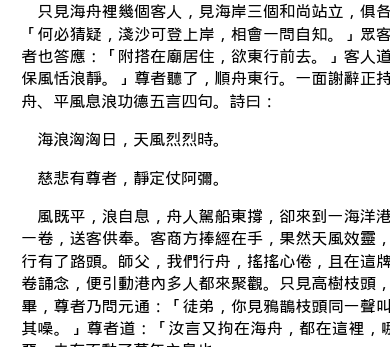 只見海舟裡幾個客人，見海岸三個和尚站立，俱各
「何必猜疑，淺沙可登上岸，相會一問自知。」眾客
者也答應：「附搭在廟居住，欲東行前去。」客人道
保風恬浪靜。」尊者聽了，順舟東行。一面謝辭正持
舟、平風息浪功德五言四句。詩曰：
海浪洶洶日，天風烈烈時。
慈悲有尊者，靜定仗阿彌。
風既平，浪自息，舟人駕船東撐，卻來到一海洋港
一卷，送客供奉。客商方捧經在手，果然天風效靈，
行有了路頭。師父，我們行舟，搖搖心倦，且在這牌
卷誦念，便引動港內多人都來聚觀。只見高樹枝頭，
畢，尊者乃問元通：「徒弟，你見鴉鵲枝頭同一聲叫
其噪。」尊者道：「汝言又拘在海舟，都在這裡，